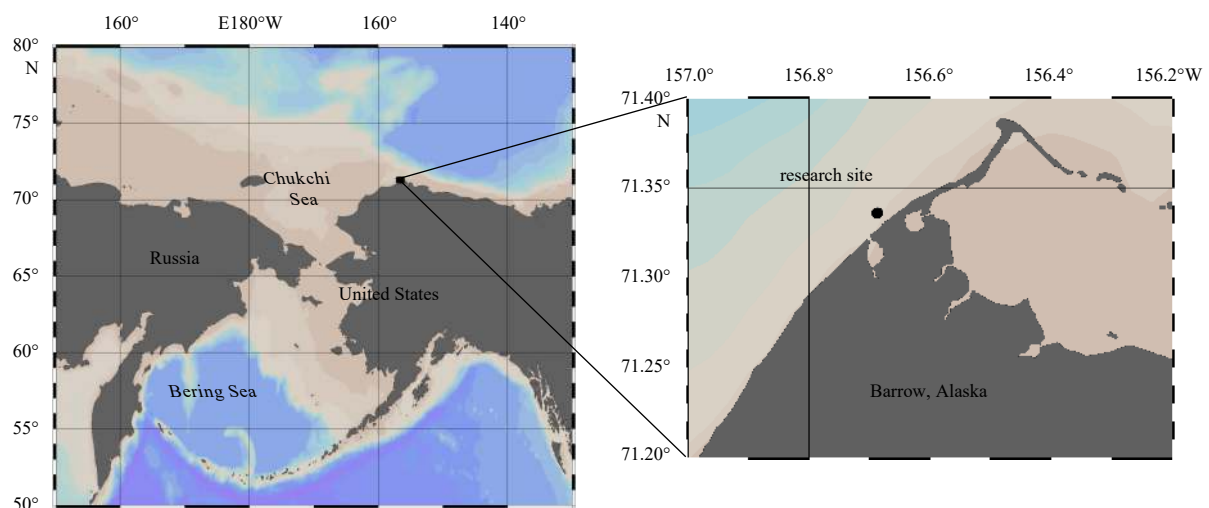 160° E180°W 160° 140°
80°
N
75°
70°
65°
60°
55°
50°
Chukchi
Sea
Russia
United States
Bering Sea
157.0° 156.8° 156.6° 156.4° 156.2°W
71.40°
N
71.35°
71.30°
71.25°
71.20°
research site
Barrow, Alaska